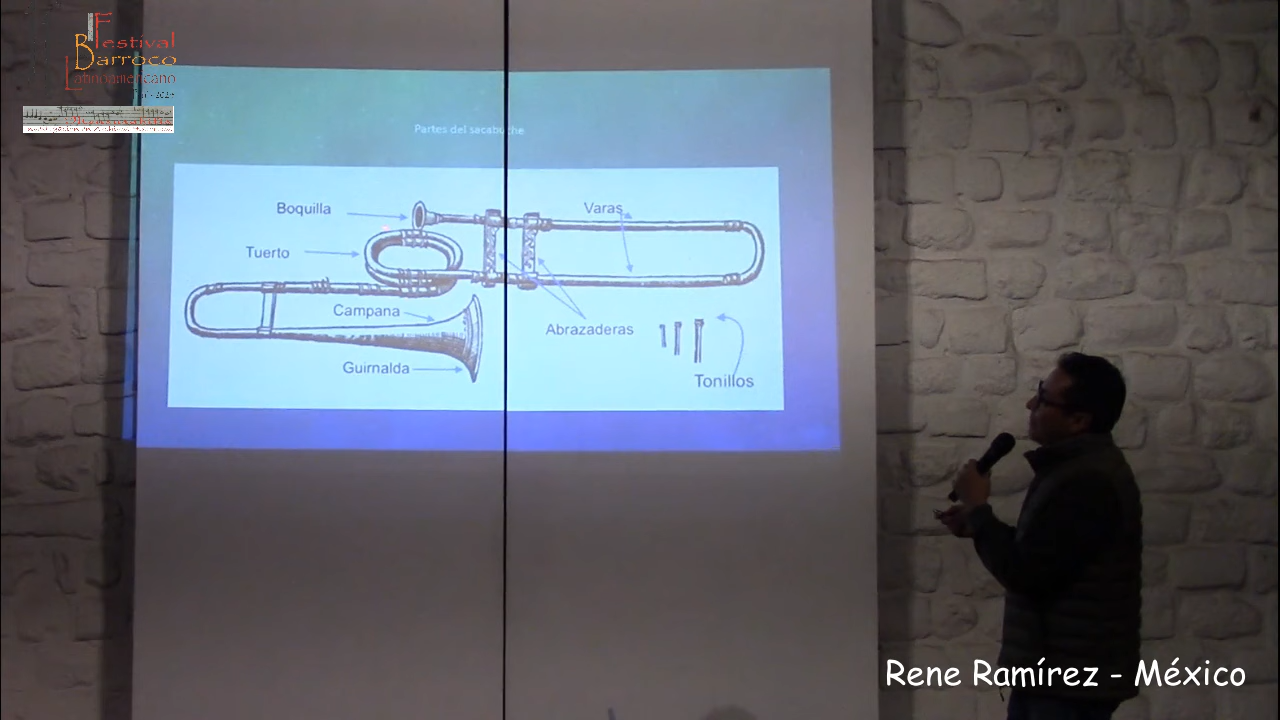 Festival
Barroco
Latinoamericano
Partes del sacabuche
Boquilla
Varas
Tuerto
Campana
Abrazaderas
Guirnalda
Tonillos
Rene Ramírez - México